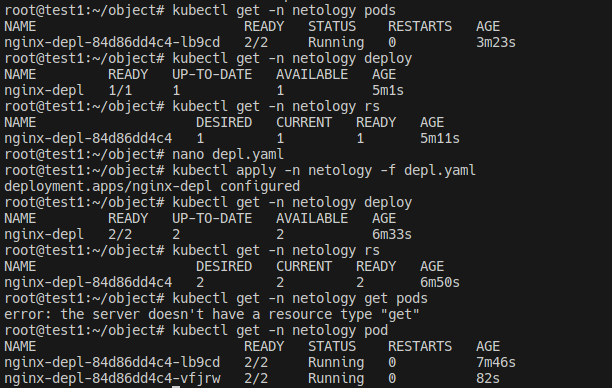 root@test1:~/object# kubectl get -n netology pods
NAME                         READY   STATUS    RESTARTS   AGE
nginx-depl-84d86dd4c4-lb9cd   2/2     Running   0          3m23s
root@test1:~/object# kubectl get -n netology deploy
NAME         READY   UP-TO-DATE   AVAILABLE   AGE
nginx-depl   1/1     1            1           5m1s
root@test1:~/object# kubectl get -n netology rs
NAME                    DESIRED   CURRENT   READY   AGE
nginx-depl-84d86dd4c4   1         1         1       5m11s
root@test1:~/object# nano depl.yaml
root@test1:~/object# kubectl apply -n netology -f depl.yaml
deployment.apps/nginx-depl configured
root@test1:~/object# kubectl get -n netology deploy
NAME         READY   UP-TO-DATE   AVAILABLE   AGE
nginx-depl   2/2     2            2           6m33s
root@test1:~/object# kubectl get -n netology rs
NAME                    DESIRED   CURRENT   READY   AGE
nginx-depl-84d86dd4c4   2         2         2       6m50s
root@test1:~/object# kubectl get -n netology get pods
error: the server doesn't have a resource type "get"
root@test1:~/object# kubectl get -n netology pod
NAME                         READY   STATUS    RESTARTS   AGE
nginx-depl-84d86dd4c4-lb9cd   2/2     Running   0          7m46s
nginx-depl-84d86dd4c4-vfjrw   2/2     Running   0          82s